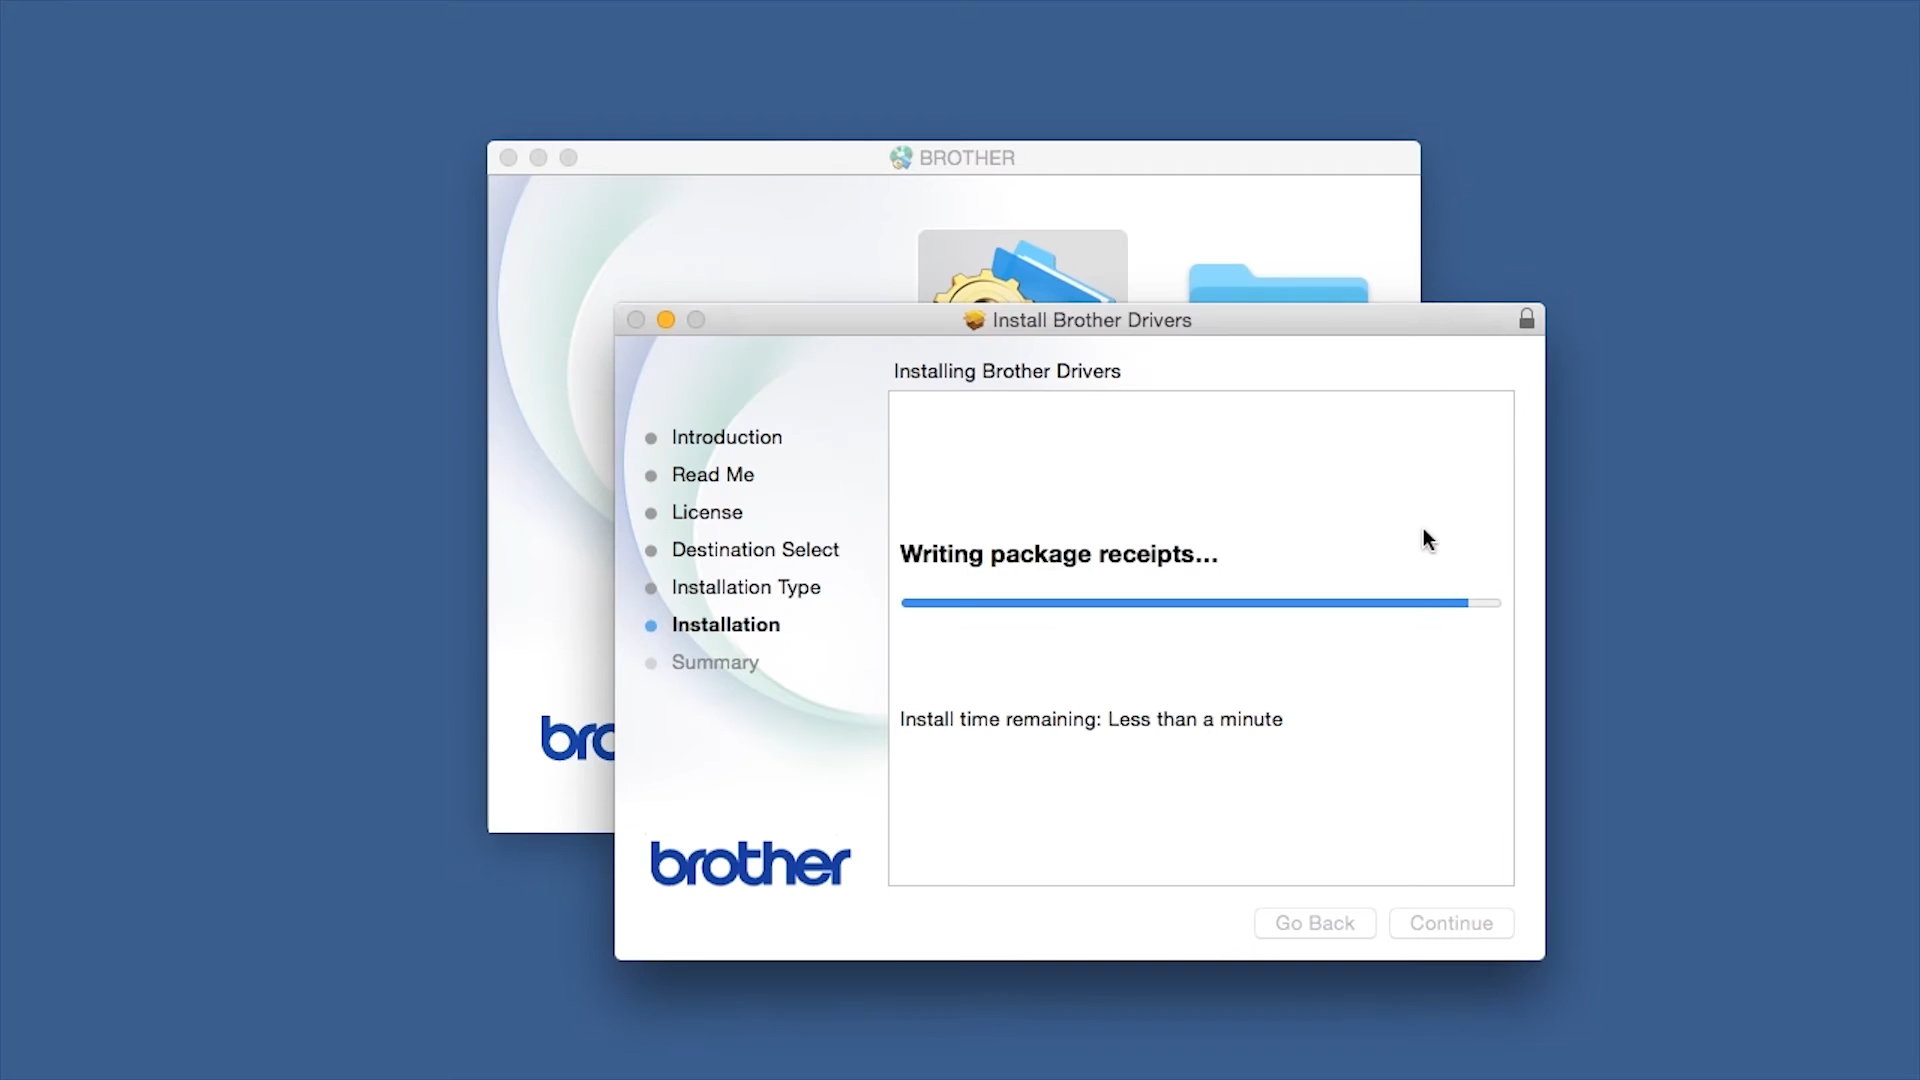 BROTHER
Install Brother Drivers
Installing Brother Drivers
Introduction
Read Me
License
Destination Select
Installation Type
Installation
Summary
Writing package receipts...
Install time remaining: Less than a minute
bro
brother
Go Back
Continue